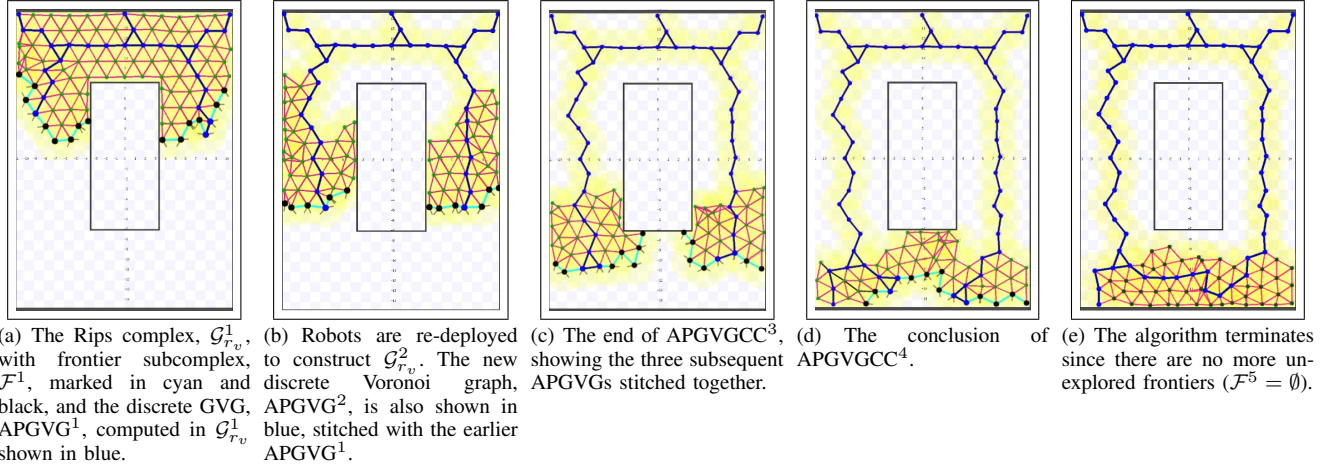 (a) The Rips complex, $\mathcal{G}^1_{r_v}$,
with frontier subcomplex,
$\mathcal{F}^1$, marked in cyan and
black, and the discrete GVG,
APGVG$^1$, computed in $\mathcal{G}^1_{r_v}$
shown in blue.
(b) Robots are re-deployed
to construct $\mathcal{G}^2_{r_v}$. The new
discrete Voronoi graph,
APGVG$^2$, is also shown in
blue, stitched with the earlier
APGVG$^1$.
(c) The end of APGVGCC$^3$,
showing the three subsequent
APGVGs stitched together.
(d) The conclusion of
APGVGCC$^4$.
(e) The algorithm terminates
since there are no more un-
explored frontiers ($\mathcal{F}^5 = \emptyset$).